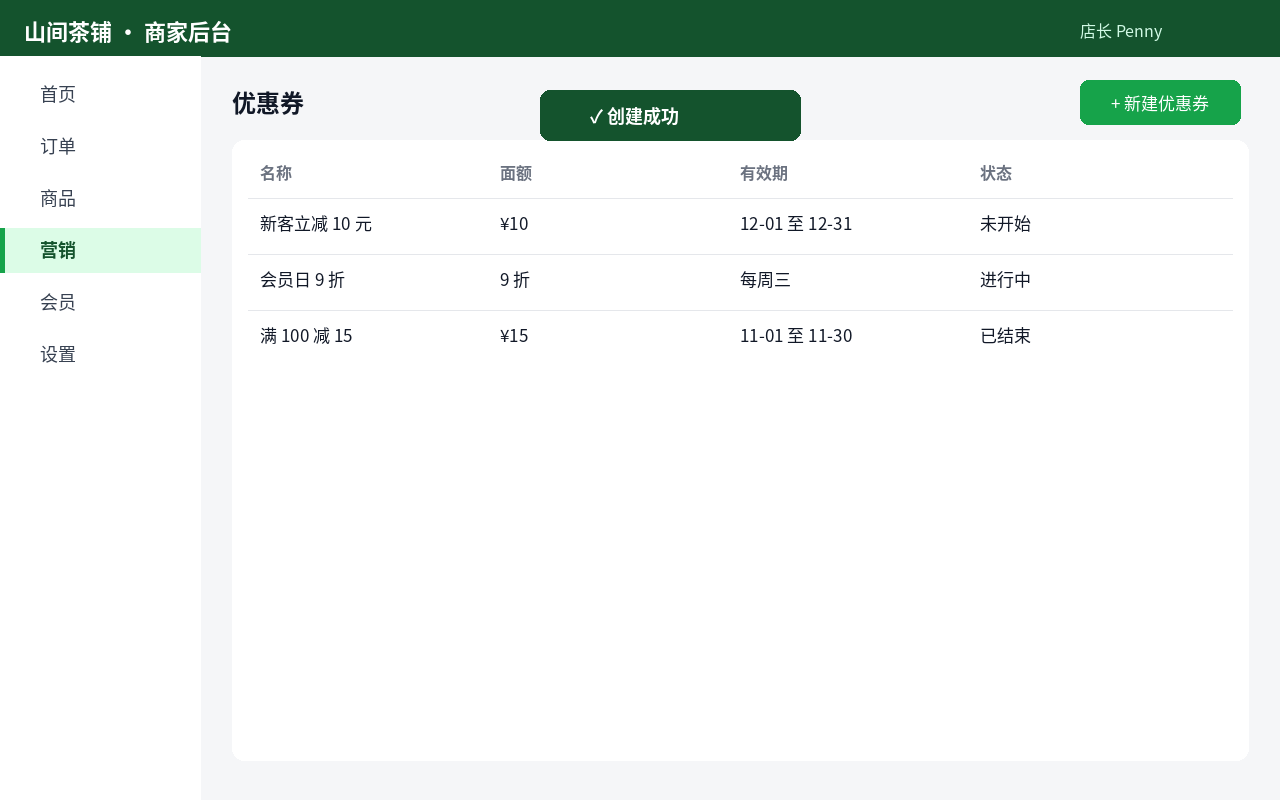 山间茶铺 · 商家后台
店长 Penny
首页
订单
商品
营销
会员
设置
优惠券
✓ 创建成功
+ 新建优惠券
名称 面额 有效期 状态
新客立减 10 元 ¥10 12-01 至 12-31 未开始
会员日 9 折 9 折 每周三 进行中
满 100 减 15 ¥15 11-01 至 11-30 已结束